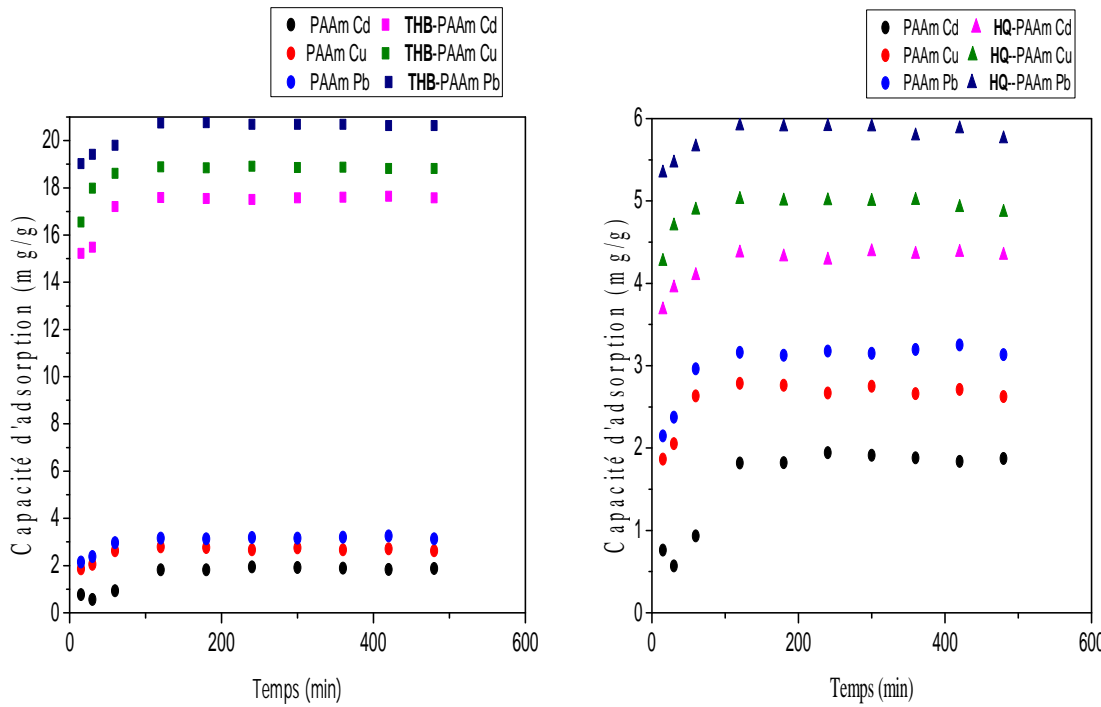 PAAm Cd THB-PAAm Cd
PAAm Cu THB-PAAm Cu
PAAm Pb THB-PAAm Pb
20
18
16
14
12
10
8
6
4
2
0
0 200 400 600
Capacité d'adsorption (mg/g)
Temps (min)
PAAm Cd HQ-PAAm Cd
PAAm Cu HQ--PAAm Cu
PAAm Pb HQ--PAAm Pb
6
5
4
3
2
1
0
0 200 400 600
Capacité d'adsorption (mg/g)
Temps (min)